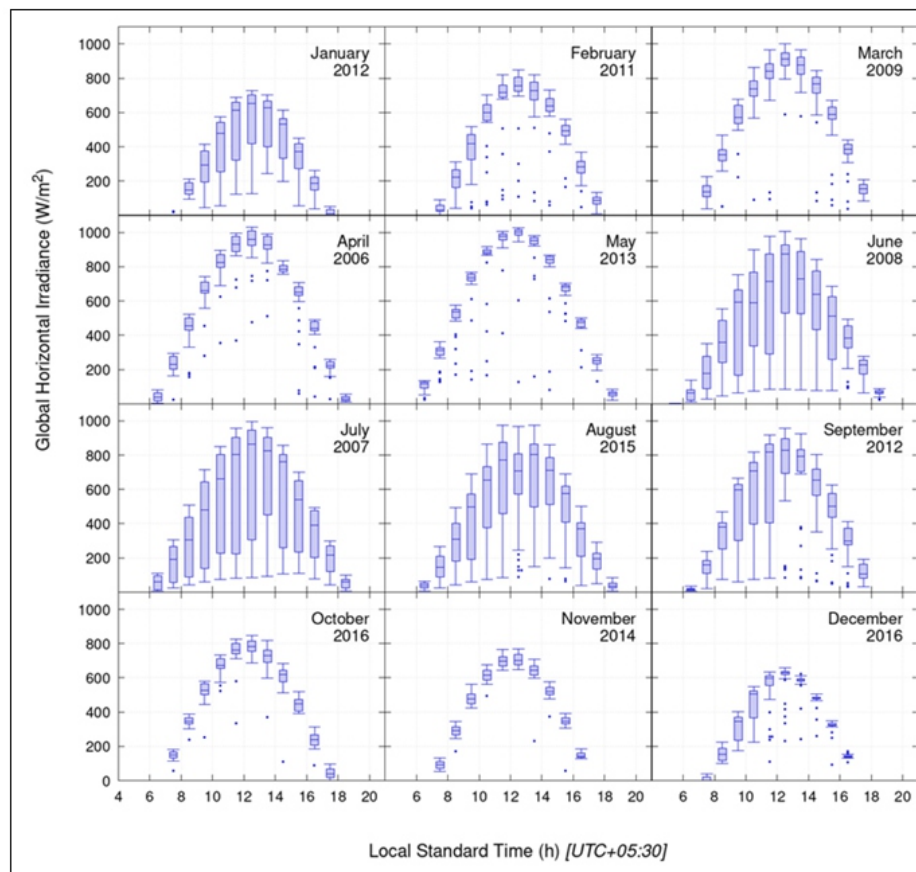 1000
800
600
400
200
January
2012
February
2011
March
2009
1000
800
600
400
200
April
2006
May
2013
June
2008
1000
800
600
400
200
July
2007
August
2015
September
2012
1000
800
600
400
200
0
October
2016
November
2014
December
2016
4 6 8 10 12 14 16 18 20 6 8 10 12 14 16 18 20 6 8 10 12 14 16 18 20
Global Horizontal Irradiance (W/m²)
Local Standard Time (h) [UTC+05:30]